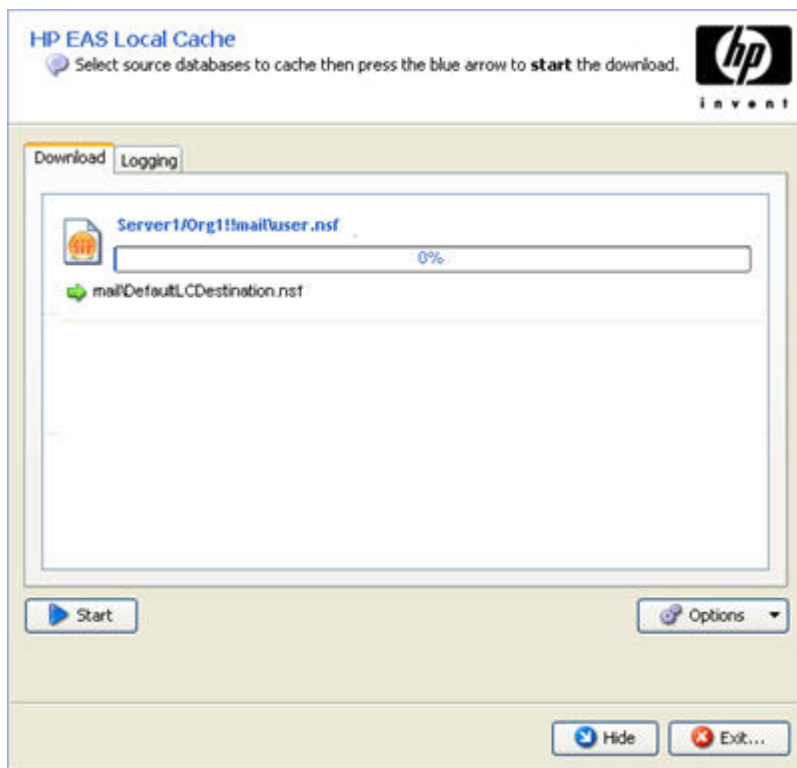 HP EAS Local Cache
Select source databases to cache then press the blue arrow to start the download.
hp
invent
Download
Logging
Server1/Org1!!mail\user.nsf
0%
mail\DefaultLCDestination.nsf
Start
Options
Hide
Exit...